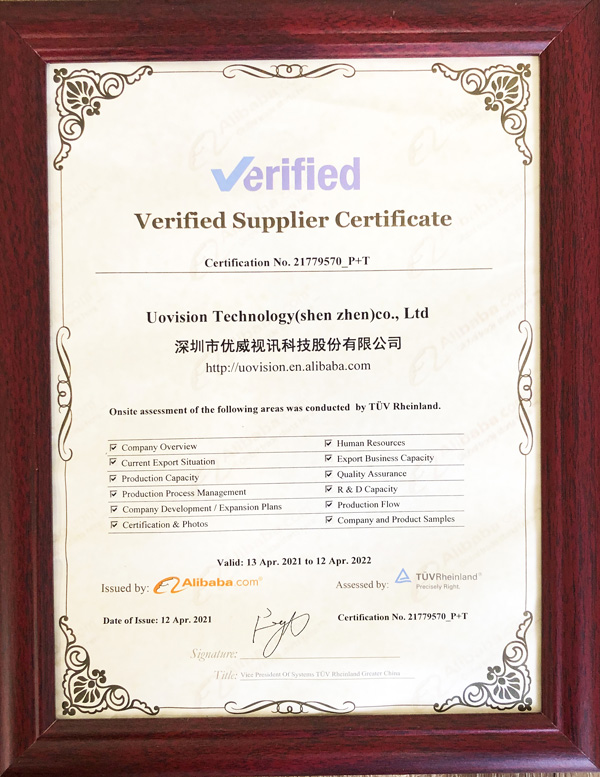 Verified
Verified Supplier Certificate
Certification No. 21779570_P+T
Uovision Technology(shen zhen)co., Ltd
深圳市优威视讯科技股份有限公司
http://uovision.en.alibaba.com
Onsite assessment of the following areas was conducted by TÜV Rheinland.
Company Overview
Current Export Situation
Production Capacity
Production Process Management
Company Development / Expansion Plans
Certification & Photos
Human Resources
Export Business Capacity
Quality Assurance
R & D Capacity
Production Flow
Company and Product Samples
Valid: 13 Apr. 2021 to 12 Apr. 2022
Issued by: Alibaba.com®
Assessed by: TÜVRheinland®
Precisely Right.
Date of Issue: 12 Apr. 2021
Certification No. 21779570_P+T
Signature:
Title: Vice President Of Systems TÜV Rheinland Greater China